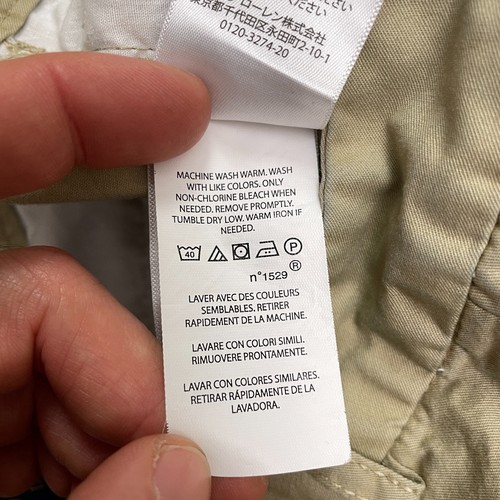 ください
ローレン株式会社
東京都千代田区永田町2-10-1
0120-3274-20
MACHINE WASH WARM. WASH
WITH LIKE COLORS. ONLY
NON-CHLORINE BLEACH WHEN
NEEDED. REMOVE PROMPTLY.
TUMBLE DRY LOW. WARM IRON IF
NEEDED.
40 P
n°1529 ®
LAVER AVEC DES COULEURS
SEMBLABLES. RETIRER
RAPIDEMENT DE LA MACHINE.
LAVARE CON COLORI SIMILI.
RIMUOVERE PRONTAMENTE.
LAVAR CON COLORES SIMILARES.
RETIRAR RÁPIDAMENTE DE LA
LAVADORA.